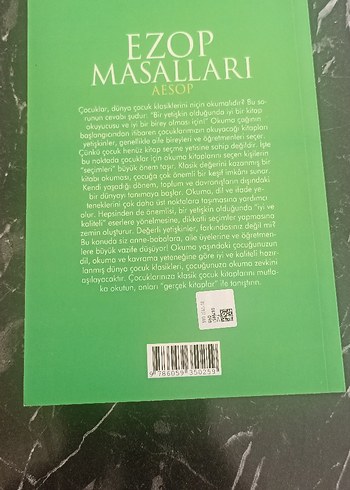 EZOP
MASALLARI
AESOP
Çocuklar, dünya çocuk klasiklerini niçin okumalıdır? Bu so-
runun cevabı şudur: "Bir yetişkin olduğunda iyi bir kitap
okuyucusu ve iyi bir birey olması için!" Okuma çağının
başlangıcından itibaren çocuklarımızın okuyacağı kitapları
yetişkinler, genellikle aile bireyleri ve öğretmenleri seçer.
Çünkü çocuk henüz kitap seçme yetisine sahip değildir. İşte
bu noktada çocuklar için okuma kitaplarını seçen kişilerin
"seçimleri" büyük önem taşır. Klasik değerini kazanmış bir
kitabı okuması, çocuğa çok önemli bir keşif imkânı sunar.
Kendi yaşadığı dönem, toplum ve davranışların dışındaki
bir dünyayı tanımaya başlar. Okuma, dil ve ifade ye-
teneklerini çok daha üst noktalara taşımasına yardımcı
olur. Hepsinden de önemlisi, bir yetişkin olduğunda "iyi ve
kaliteli" eserlere yönelmesine, dikkatli seçimler yapmasına
zemin oluşturur. Değerli yetişkinler, farkındasınız değil mi?
Bu konuda siz anne-babalara, aile üyelerine ve öğretmen-
lere büyük vazife düşüyor! Okuma yaşındaki çocuğunuzun
dil, okuma ve kavrama yeteneğine göre iyi ve kaliteli hazır-
lanmış dünya çocuk klasikleri, çocuğunuza okuma zevkini
aşılayacaktır. Çocuklarınıza klasik çocuk kitaplarını mutla-
ka okutun, onları "gerçek kitaplar" ile tanıştırın.
9 786059 350259